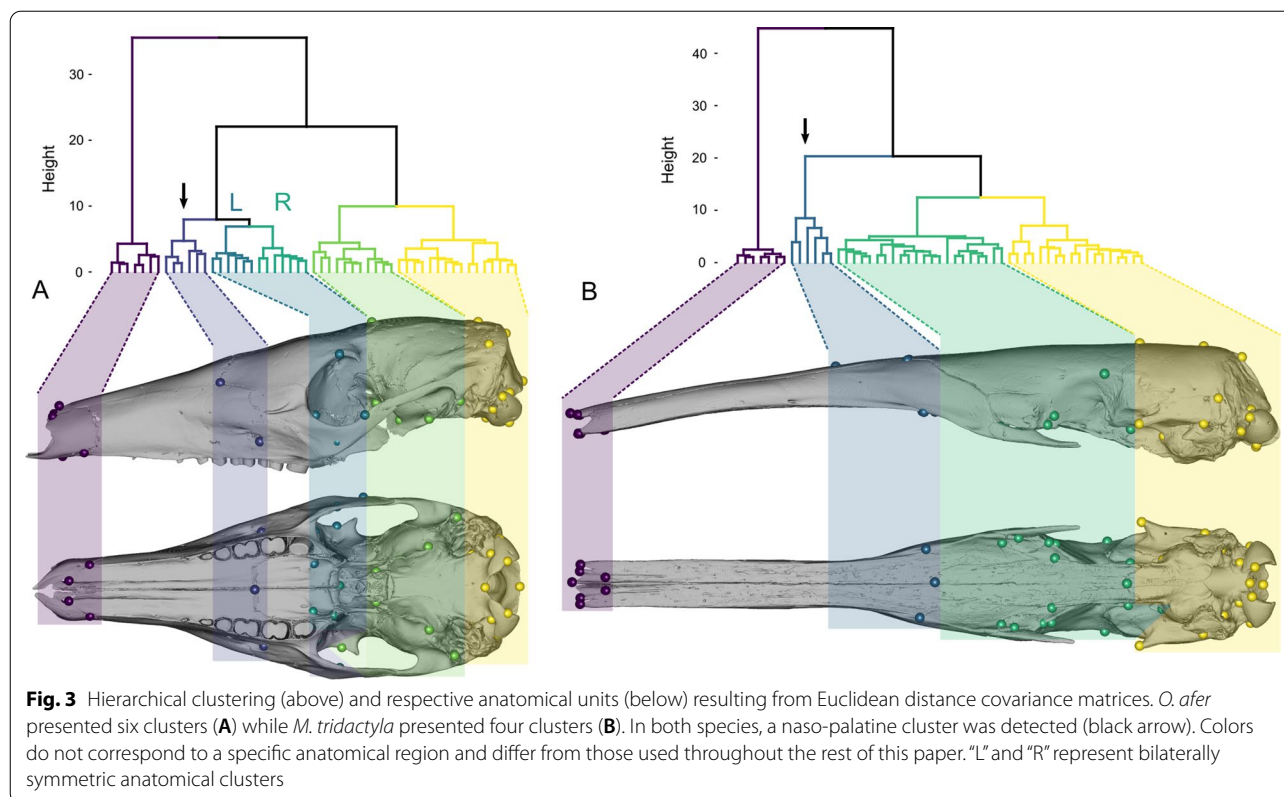 30 -
20 -
10 -
0 -
Height
L
R
A
40 -
30 -
20 -
10 -
0 -
Height
B
Fig. 3 Hierarchical clustering (above) and respective anatomical units (below) resulting from Euclidean distance covariance matrices. O. afer
presented six clusters (A) while M. tridactyla presented four clusters (B). In both species, a naso-palatine cluster was detected (black arrow). Colors
do not correspond to a specific anatomical region and differ from those used throughout the rest of this paper. “L” and “R” represent bilaterally
symmetric anatomical clusters